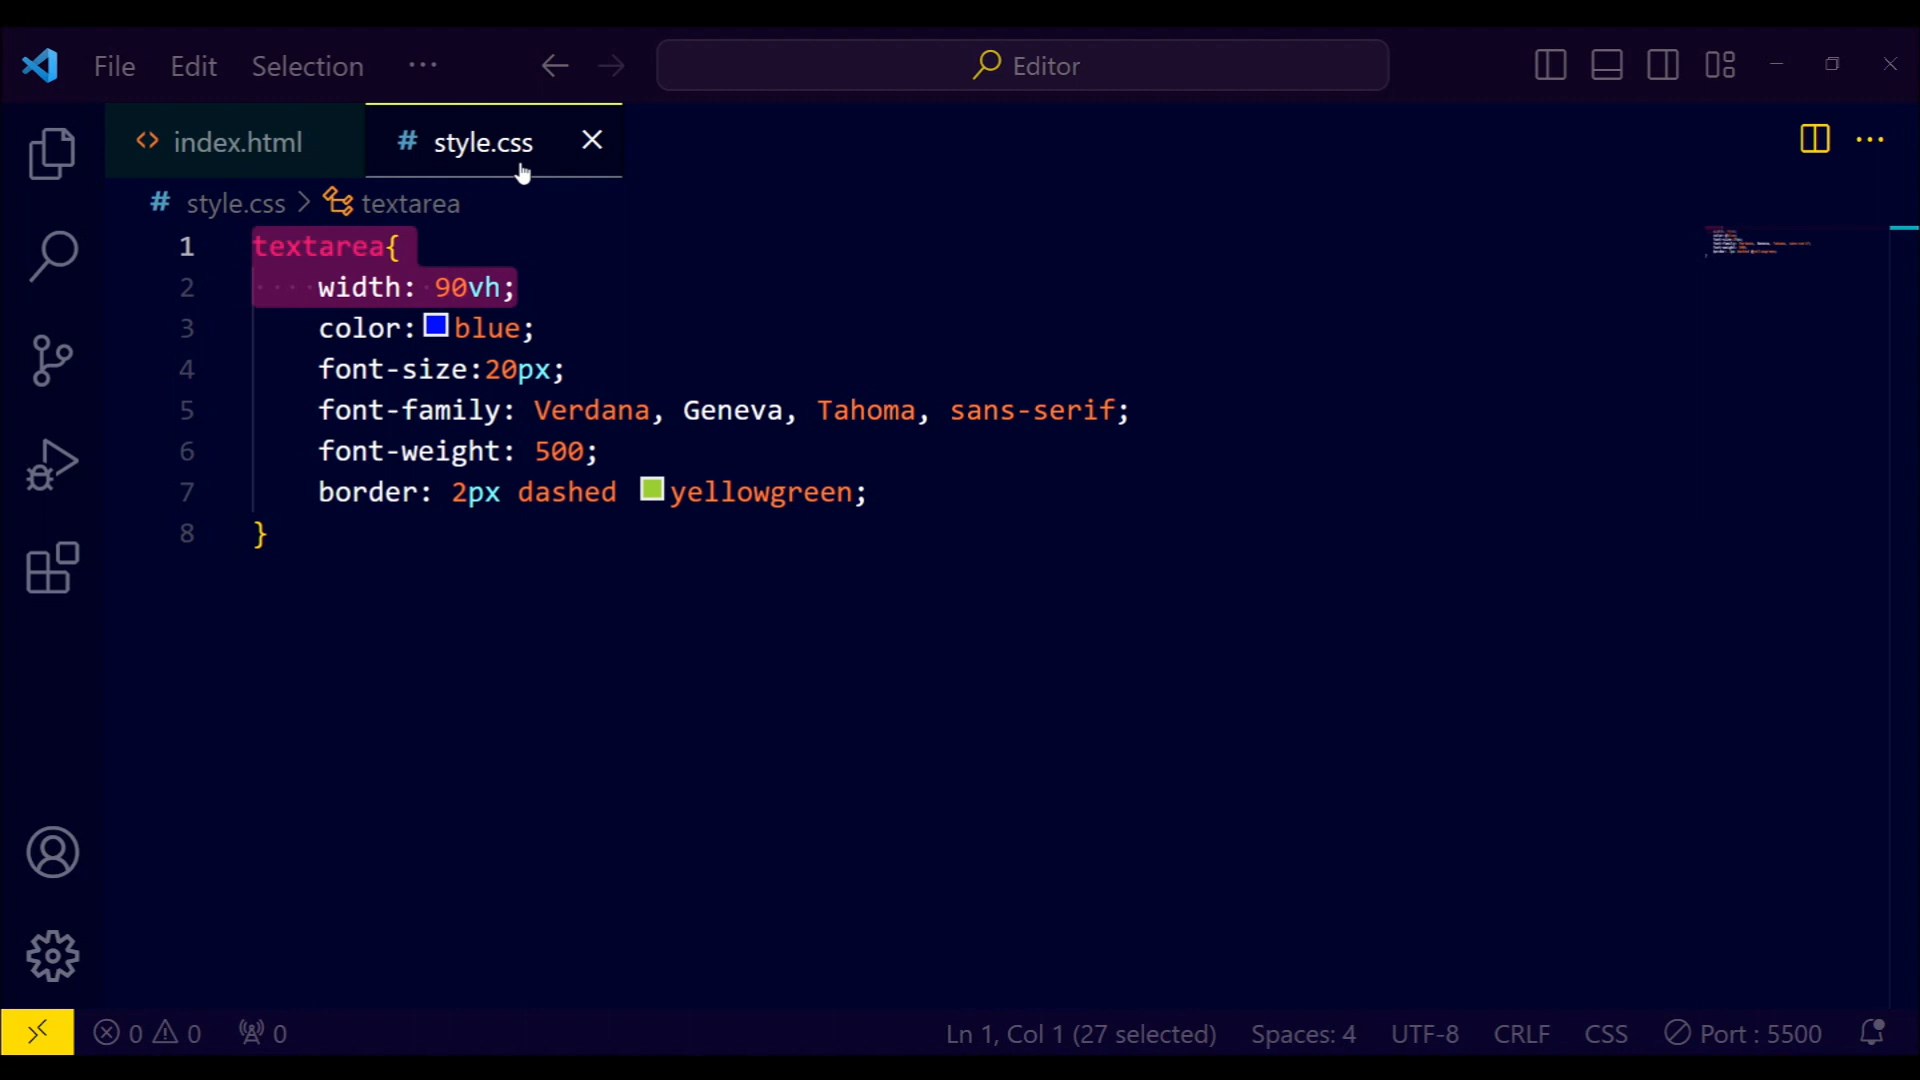 File Edit Selection ··· Editor
index.html # style.css
# style.css > textarea
1 textarea{
2 ···· width: · 90vh;
3 color: blue;
4 font-size:20px;
5 font-family: Verdana, Geneva, Tahoma, sans-serif;
6 font-weight: 500;
7 border: 2px dashed yellowgreen;
8 }
0 0 0 Ln 1, Col 1 (27 selected) Spaces: 4 UTF-8 CRLF CSS Port : 5500